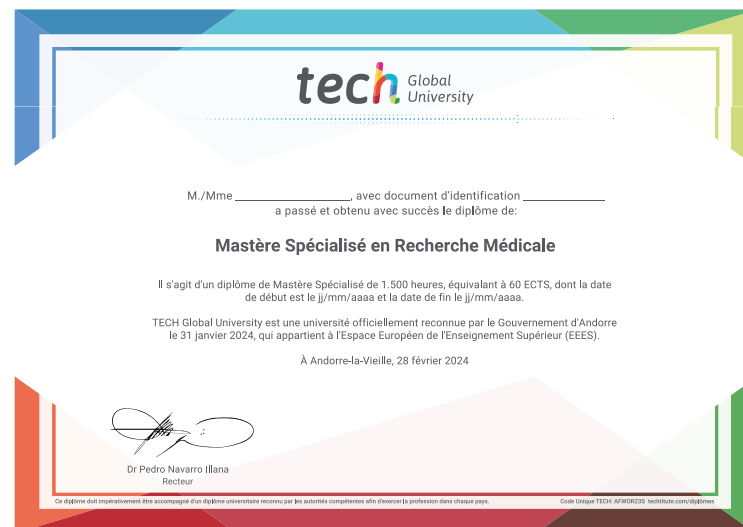 tech Global
University
M./Mme ____________________, avec document d'identification ______________
a passé et obtenu avec succès le diplôme de:
Mastère Spécialisé en Recherche Médicale
Il s'agit d'un diplôme de Mastère Spécialisé de 1.500 heures, équivalant à 60 ECTS, dont la date
de début est le jj/mm/aaaa et la date de fin le jj/mm/aaaa.
TECH Global University est une université officiellement reconnue par le Gouvernement d'Andorre
le 31 janvier 2024, qui appartient à l'Espace Européen de l'Enseignement Supérieur (EEES).
À Andorre-la-Vieille, 28 février 2024
Dr Pedro Navarro Illana
Recteur
Ce diplôme doit impérativement être accompagné d'un diplôme universitaire reconnu par les autorités compétentes afin d'exercer la profession dans chaque pays.
Code Unique TECH: AFWOR23S techtitute.com/diplômes